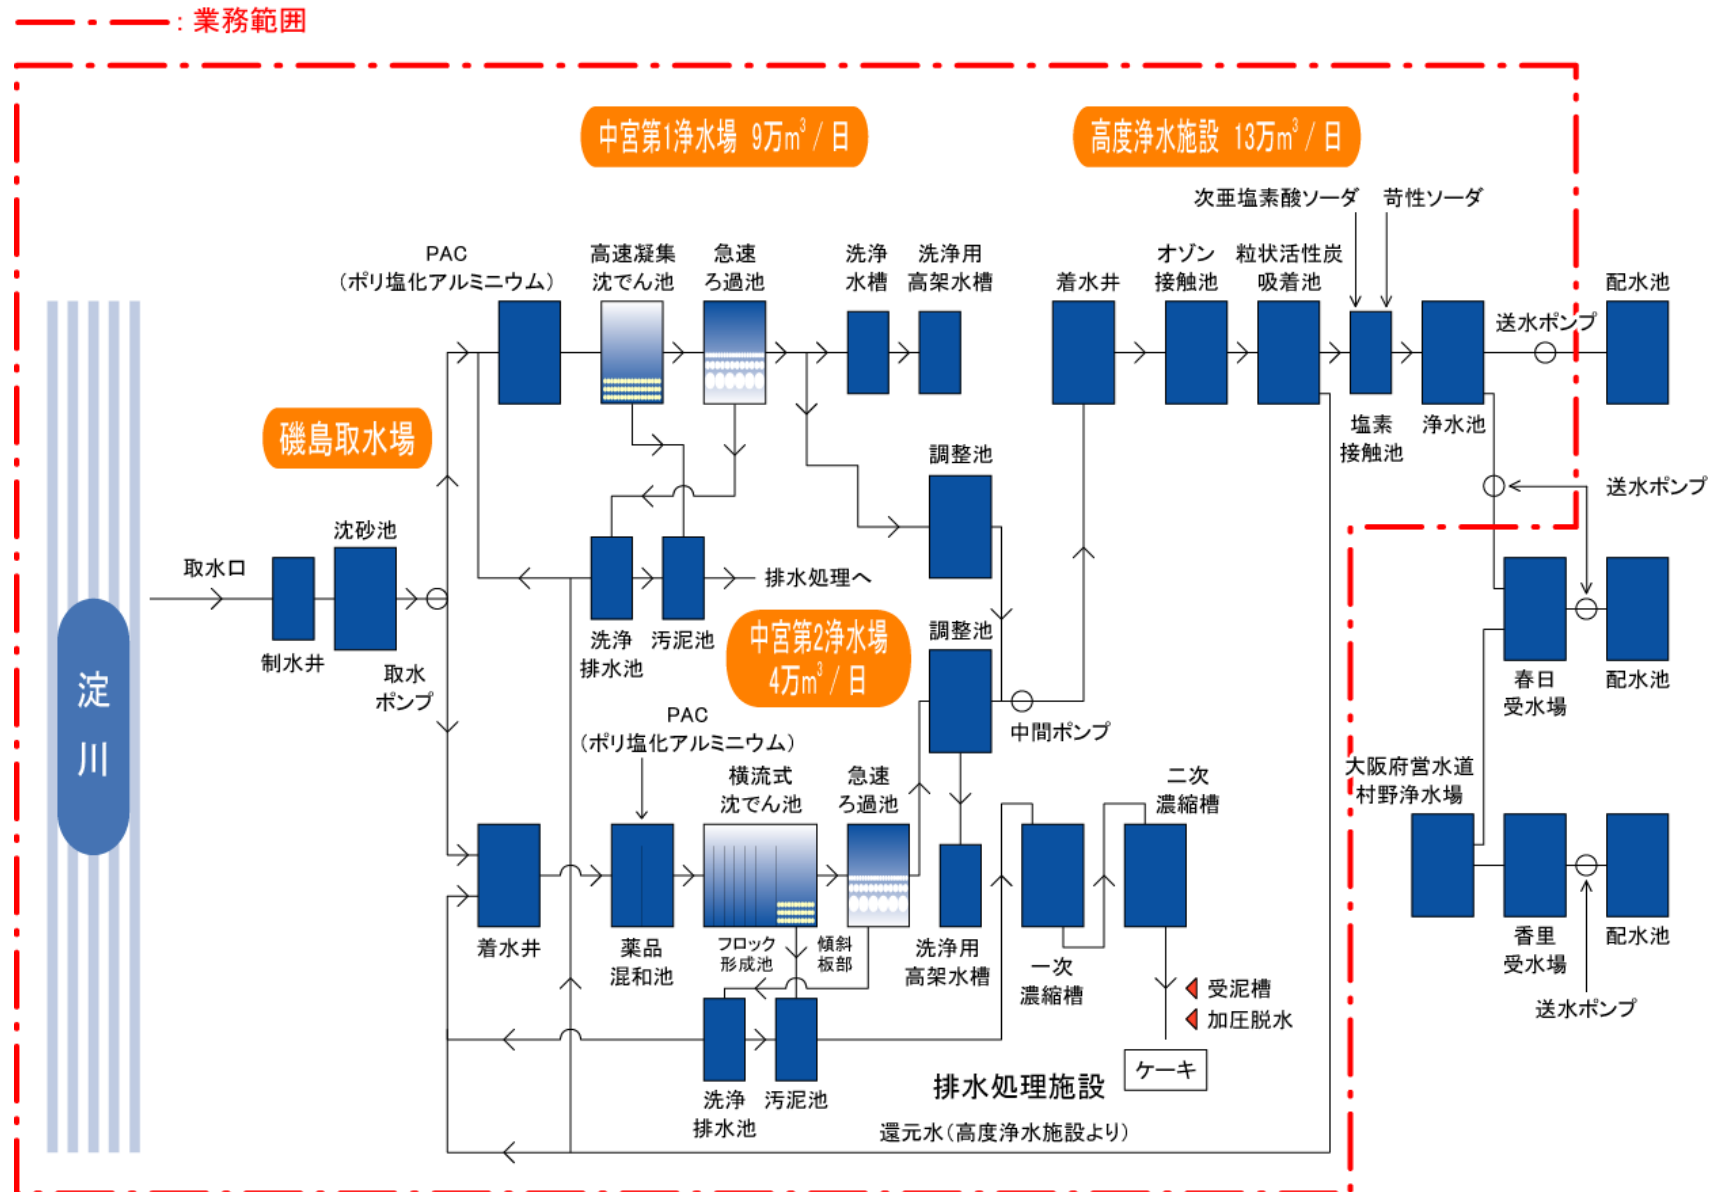 : 業務範囲
中宮第1浄水場 9万m³ / 日
高度浄水施設 13万m³ / 日
次亜塩素酸ソーダ
苛性ソーダ
PAC
（ポリ塩化アルミニウム）
高速凝集
沈でん池
急速
ろ過池
洗浄
水槽
洗浄用
高架水槽
着水井
オゾン
接触池
粒状活性炭
吸着池
配水池
送水ポンプ
磯島取水場
塩素
接触池
浄水池
調整池
送水ポンプ
沈砂池
取水口
排水処理へ
制水井
取水
ポンプ
洗浄
排水池
汚泥池
中宮第2浄水場
4万m³ / 日
調整池
春日
受水場
配水池
淀川
PAC
（ポリ塩化アルミニウム）
中間ポンプ
横流式
沈でん池
急速
ろ過池
二次
濃縮槽
大阪府営水道
村野浄水場
着水井
薬品
混和池
フロック
形成池
傾斜
板部
洗浄用
高架水槽
一次
濃縮槽
香里
受水場
配水池
受泥槽
加圧脱水
送水ポンプ
ケーキ
排水処理施設
洗浄
排水池
汚泥池
還元水（高度浄水施設より）